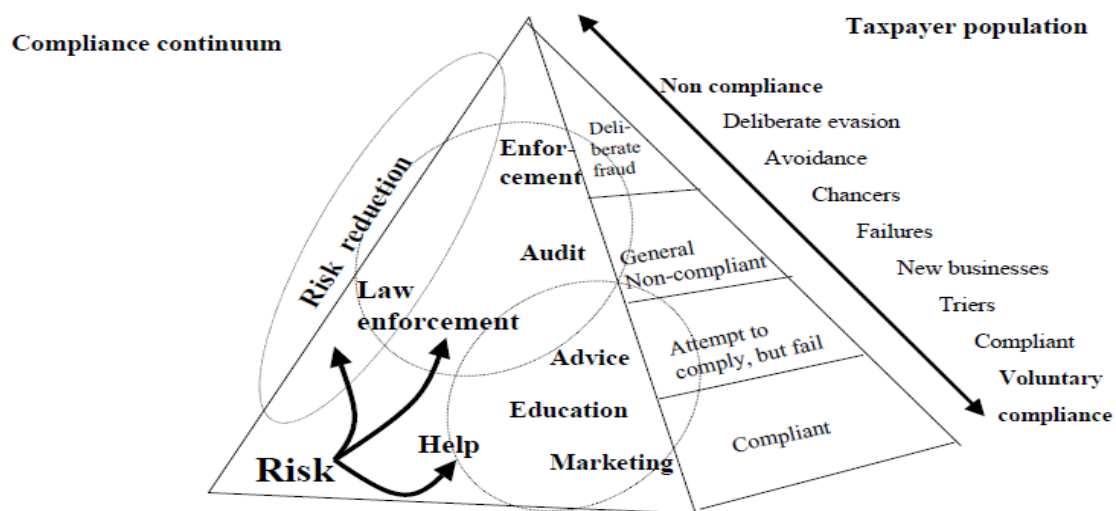 Compliance continuum
Taxpayer population
Risk reduction
Enfor-
cement
Audit
Law
enforcement
Advice
Education
Help
Marketing
Risk
Deli-
berate
fraud
General
Non-compliant
Attempt to
comply, but fail
Compliant
Non compliance
Deliberate evasion
Avoidance
Chancers
Failures
New businesses
Triers
Compliant
Voluntary
compliance